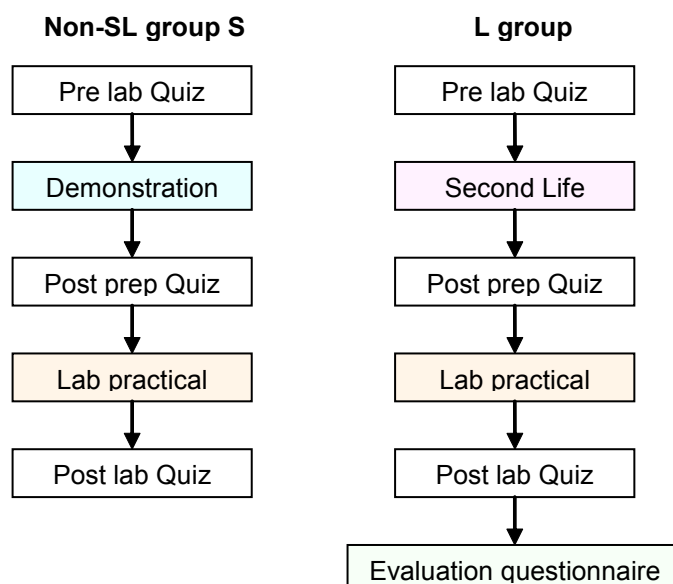 Non-SL group S
Pre lab Quiz
Demonstration
Post prep Quiz
Lab practical
Post lab Quiz
L group
Pre lab Quiz
Second Life
Post prep Quiz
Lab practical
Post lab Quiz
Evaluation questionnaire